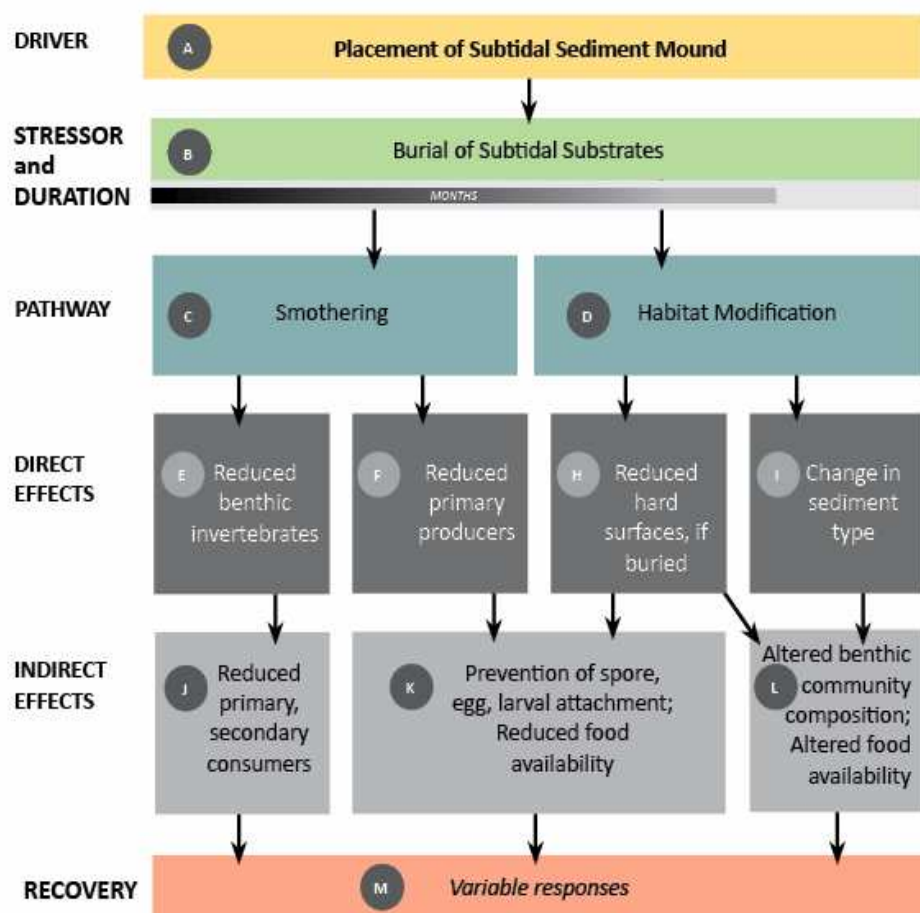 DRIVER
A
Placement of Subtidal Sediment Mound
STRESSOR
and
DURATION
B
Burial of Subtidal Substrates
MONTHS
PATHWAY
C
Smothering
D
Habitat Modification
DIRECT
EFFECTS
E
Reduced
benthic
invertebrates
F
Reduced
primary
producers
H
Reduced
hard
surfaces, if
buried
I
Change in
sediment
type
INDIRECT
EFFECTS
J
Reduced
primary,
secondary
consumers
K
Prevention of spore,
egg, larval attachment;
Reduced food
availability
L
Altered benthic
community
composition;
Altered food
availability
RECOVERY
M
Variable responses